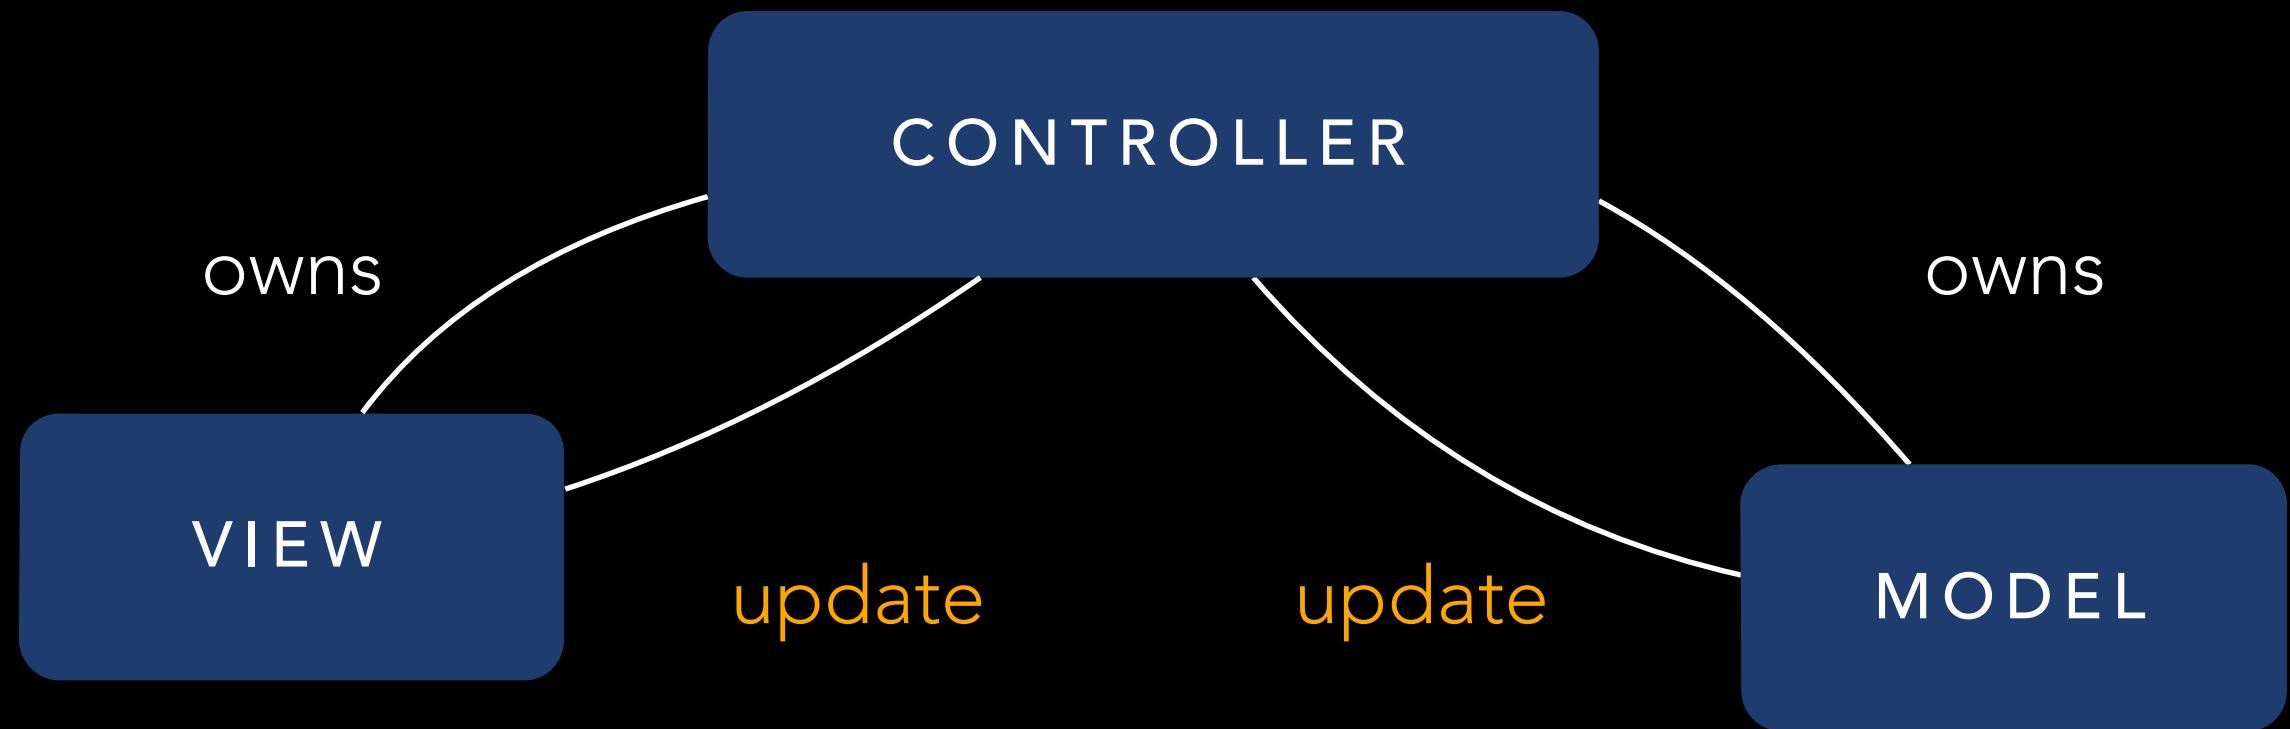 CONTROLLER
owns
owns
VIEW
update
update
MODEL